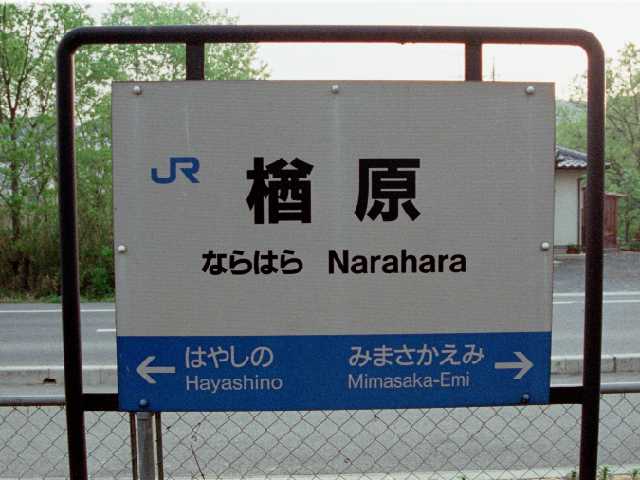 JR
楢原
ならはら Narahara
← はやしの みまさかえみ →
Hayashino Mimasaka-Emi